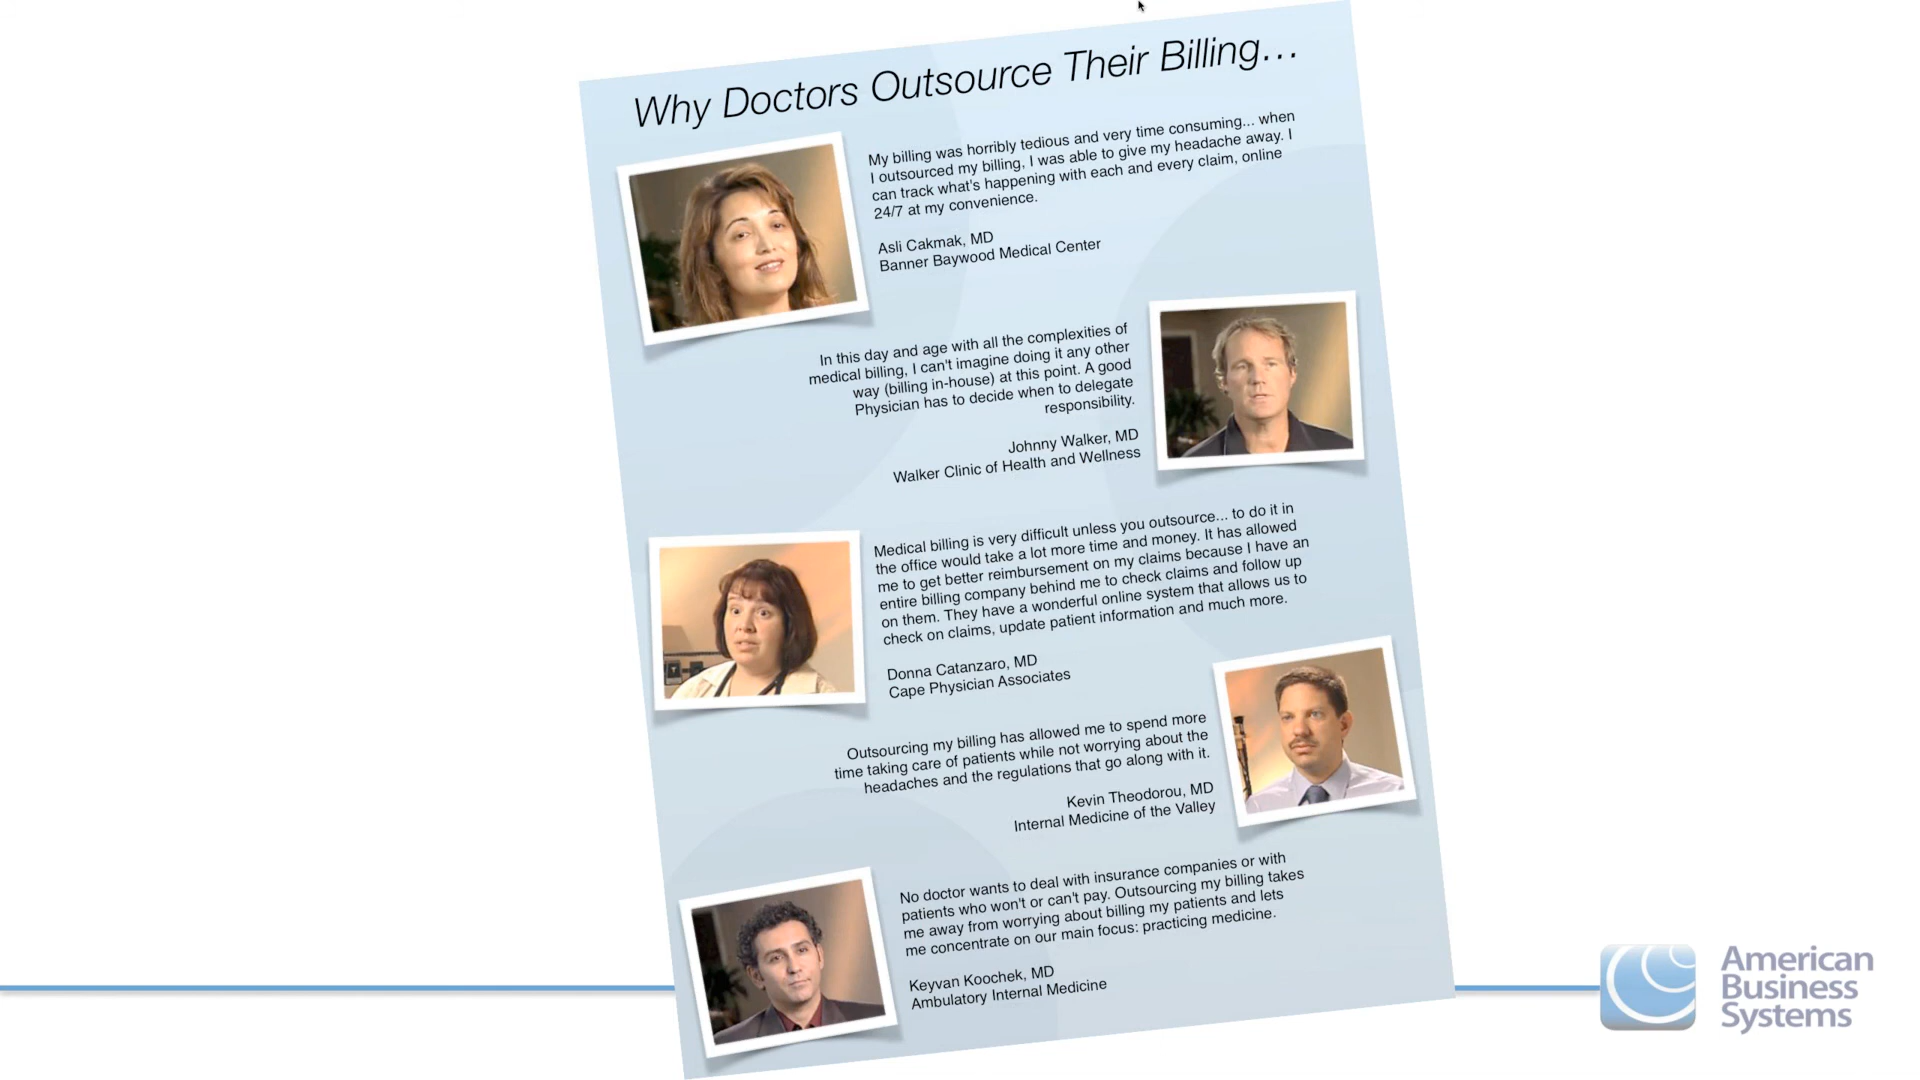 Why Doctors Outsource Their Billing...
My billing was horribly tedious and very time consuming... when
I outsourced my billing, I was able to give my headache away. I
can track what's happening with each and every claim, online
24/7 at my convenience.
Asli Cakmak, MD
Banner Baywood Medical Center
In this day and age with all the complexities of
medical billing, I can't imagine doing it any other
way (billing in-house) at this point. A good
Physician has to decide when to delegate
responsibility.
Johnny Walker, MD
Walker Clinic of Health and Wellness
Medical billing is very difficult unless you outsource... to do it in
the office would take a lot more time and money. It has allowed
me to get better reimbursement on my claims because I have an
entire billing company behind me to check claims and follow up
on them. They have a wonderful online system that allows us to
check on claims, update patient information and much more.
Donna Catanzaro, MD
Cape Physician Associates
Outsourcing my billing has allowed me to spend more
time taking care of patients while not worrying about the
headaches and the regulations that go along with it.
Kevin Theodorou, MD
Internal Medicine of the Valley
No doctor wants to deal with insurance companies or with
patients who won't or can't pay. Outsourcing my billing takes
me away from worrying about billing my patients and lets
me concentrate on our main focus: practicing medicine.
Keyvan Koochek, MD
Ambulatory Internal Medicine
American
Business
Systems